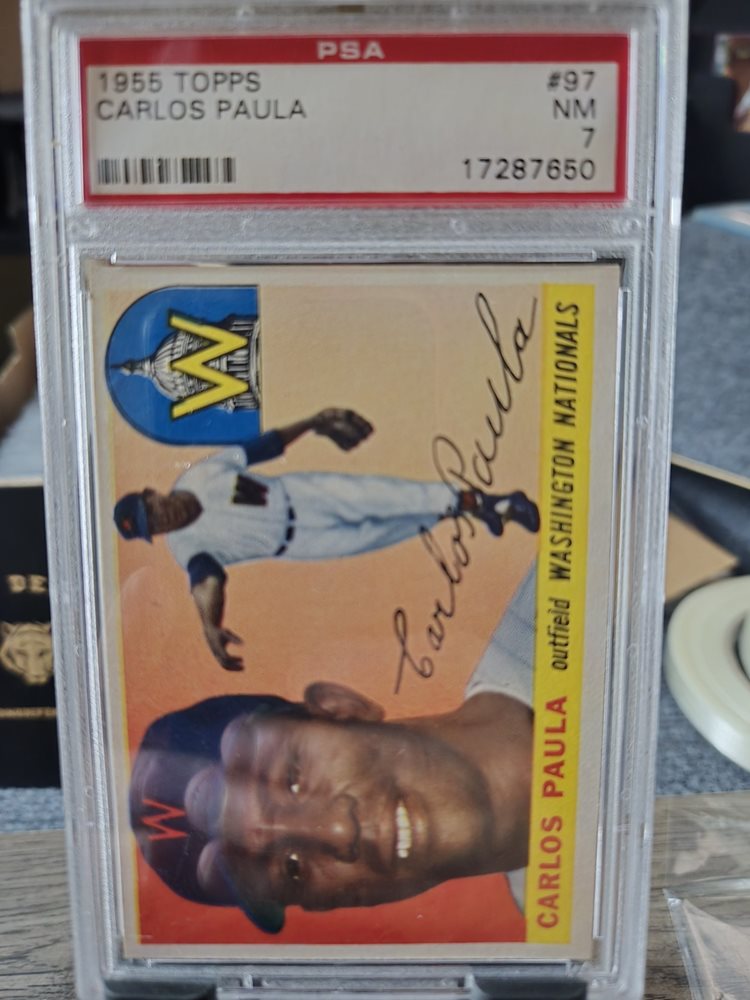 PSA
1955 TOPPS #97
CARLOS PAULA NM
7
17287650
W
W
Carlos Paula
W
CARLOS PAULA outfield WASHINGTON NATIONALS